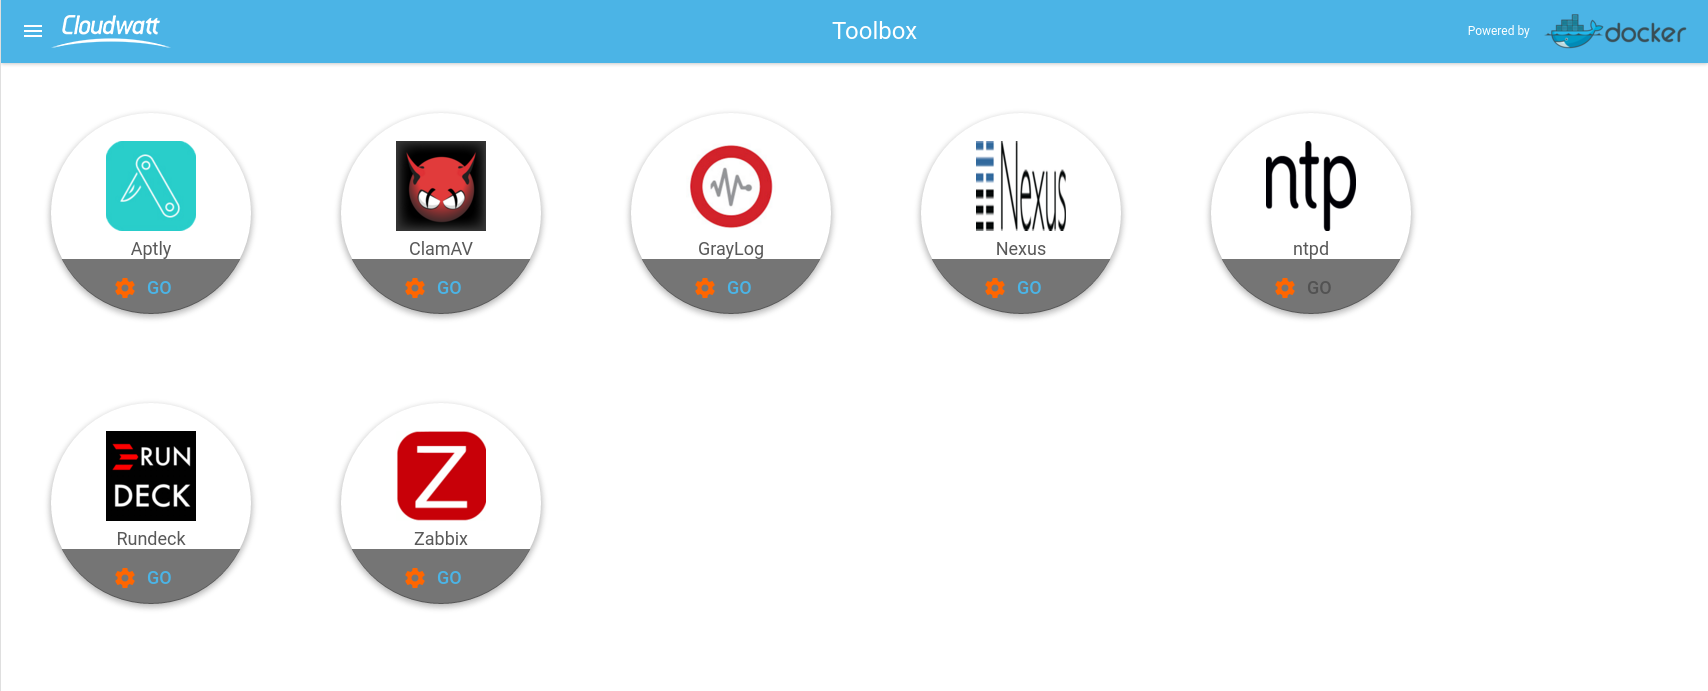 Cloudwatt
Toolbox
Powered by
docker
Aptly
GO
ClamAV
GO
GrayLog
GO
Nexus
Nexus
GO
ntp
ntpd
GO
RUN
DECK
Rundeck
GO
Z
Zabbix
GO